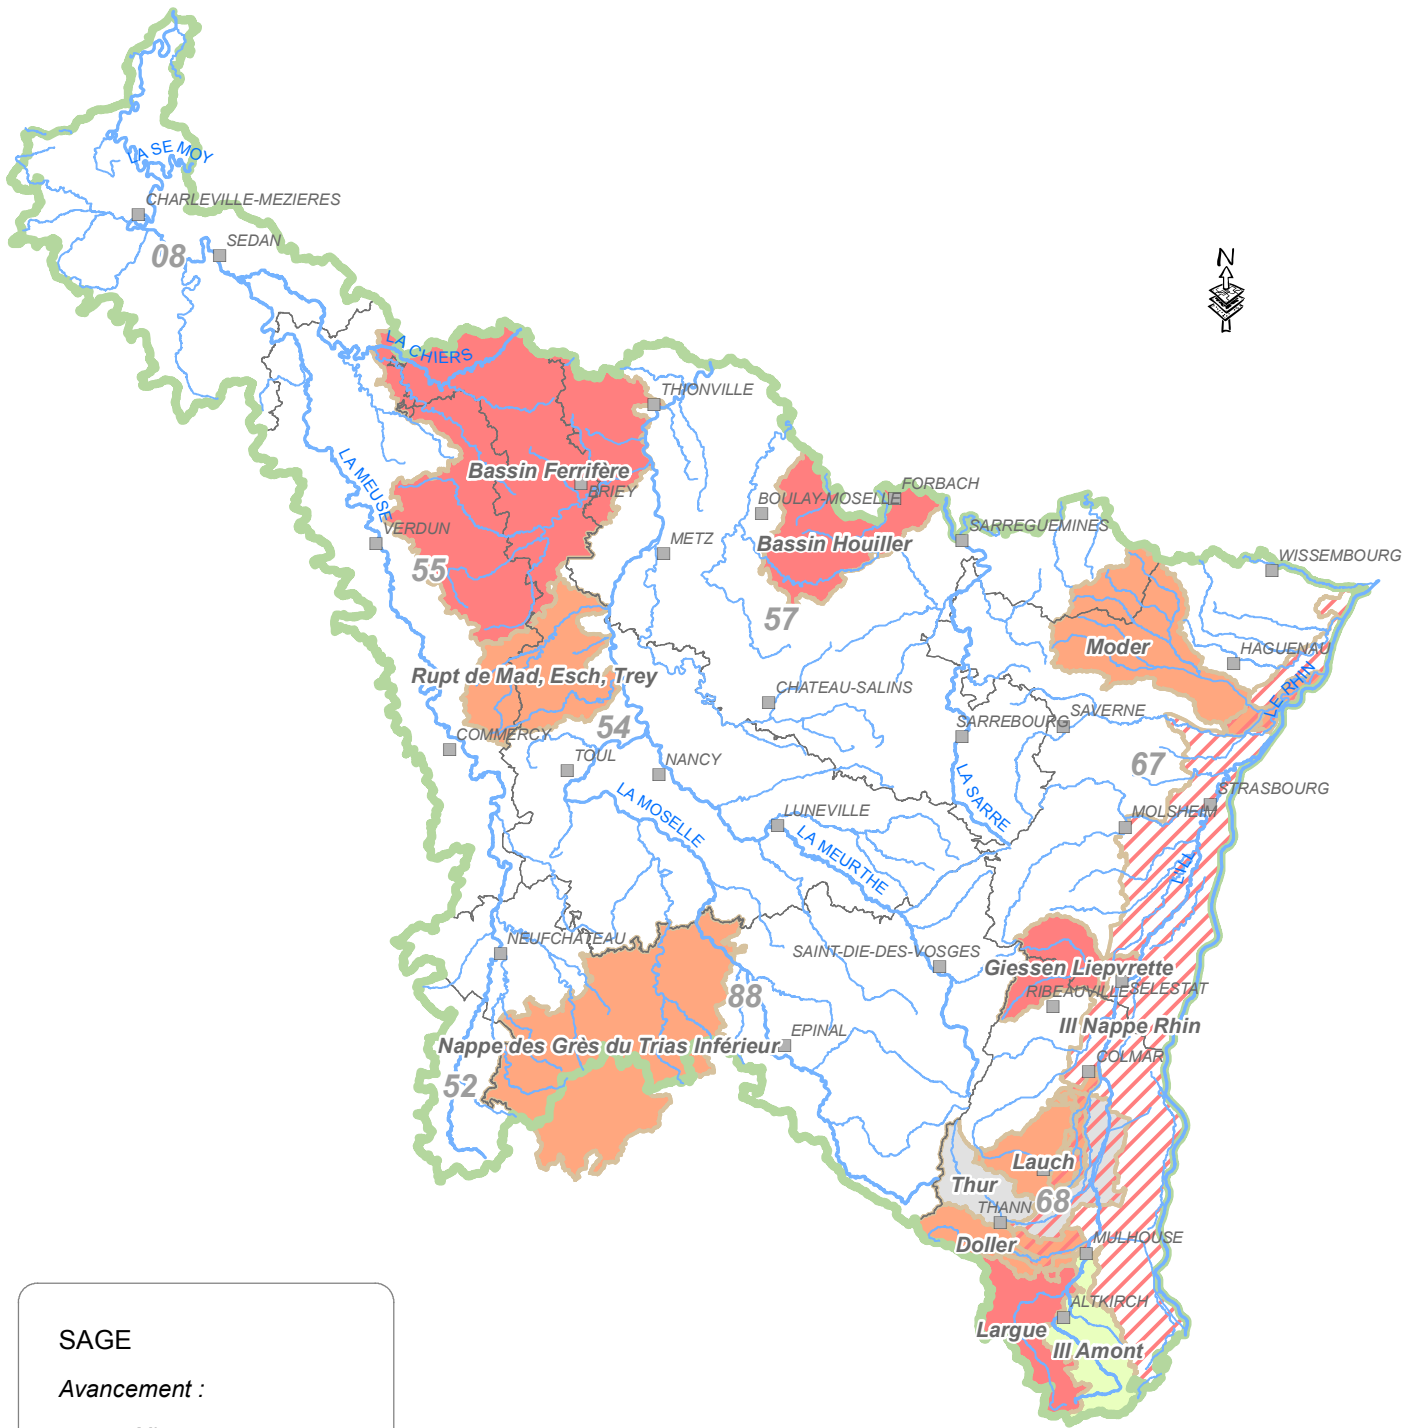 LA SE MOY
CHARLEVILLE-MEZIERES
SEDAN
08
N
LA CHIERS
THIONVILLE
LA MEUSE
Bassin Ferrifère
BRIEY
FORBACH
BOULAY-MOSELLE
VERDUN
METZ
SARREGUEMINES
Bassin Houiller
WISSEMBOURG
55
57
Moder
HAGUENAU
Rupt de Mad, Esch, Trey
CHATEAU-SALINS
LE RHIN
54
COMMERCY
SARREBOURG
SAVERNE
TOUL
NANCY
67
LA SARRE
STRASBOURG
LA MOSELLE
LUNEVILLE
MOLSHEIM
LA MEURTHE
L'ILL
NEUFCHATEAU
SAINT-DIE-DES-VOSGES
Giessen Liepvrette
88
RIBEAUVILLE
SELESTAT
Ill Nappe Rhin
EPINAL
Nappe des Grès du Trias Inférieur
COLMAR
52
Lauch
Thur
68
THANN
Doller
MULHOUSE
ALTKIRCH
Largue
Ill Amont
SAGE
Avancement :